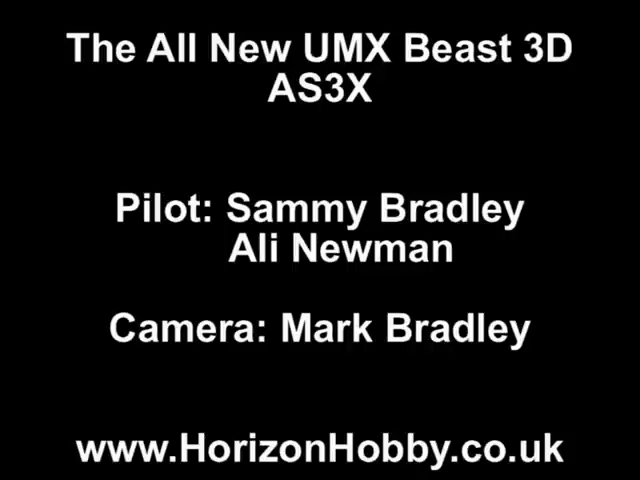 The All New UMX Beast 3D
AS3X
Pilot: Sammy Bradley
Ali Newman
Camera: Mark Bradley
www.HorizonHobby.co.uk